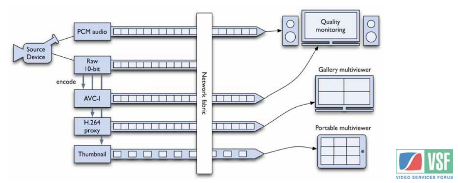 PCM audio
Source
Device
Raw
10-bit
encode
AVC-I
H.264
proxy
Thumbnail
Network fabric
Quality
monitoring
Gallery multiviewer
Portable multiviewer
VSF
VIDEO SERVICES FORUM